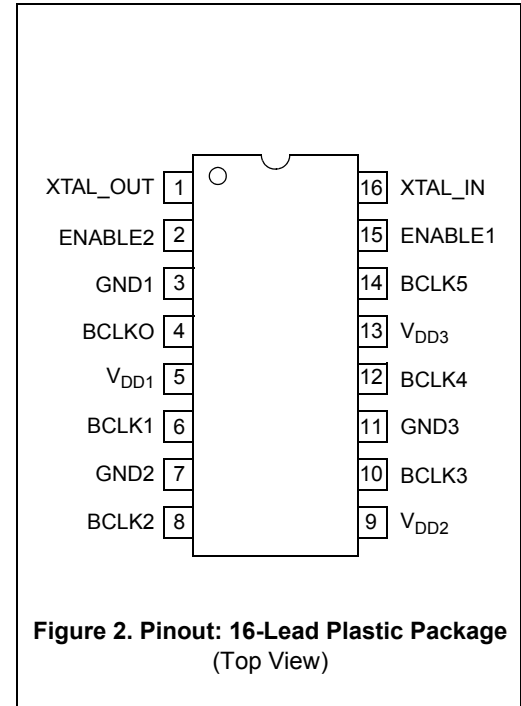 XTAL_OUT 1 16 XTAL_IN
ENABLE2 2 15 ENABLE1
GND1 3 14 BCLK5
BCLKO 4 13 VDD3
VDD1 5 12 BCLK4
BCLK1 6 11 GND3
GND2 7 10 BCLK3
BCLK2 8 9 VDD2
Figure 2. Pinout: 16-Lead Plastic Package
(Top View)